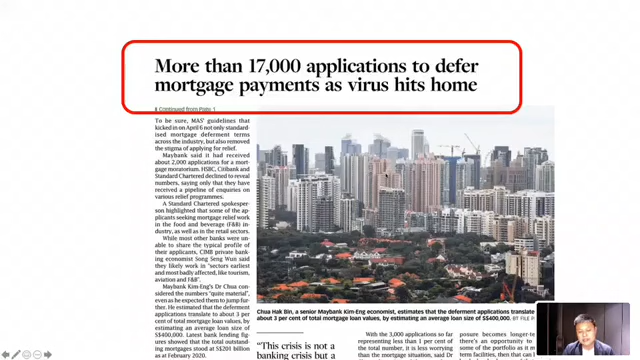 More than 17,000 applications to defer
mortgage payments as virus hits home
Continued from Page 1
To be sure, MAS' guidelines that
kicked in on April 6 not only standard-
ised mortgage deferment terms
across the industry, but also removed
the stigma of applying for relief.
Maybank said it had received
about 2,000 applications for a mort-
gage moratorium. HSBC, Citibank and
Standard Chartered declined to reveal
numbers, saying only that they have
received a pipeline of enquiries on
various relief programmes.
A Standard Chartered spokesper-
son highlighted that some of the ap-
plicants seeking mortgage relief work
in the food and beverage (F&B) in-
dustry, as well as in the retail sectors.
While most other banks were un-
able to share the typical profile of
their applicants, CIMB private bank-
ing economist Song Seng Wun said
they likely work in "sectors earliest
and most badly affected, like tourism,
aviation and F&B".
Maybank Kim-Eng's Dr Chua con-
sidered the numbers "quite material",
even as he expected them to jump fur-
ther. He estimated that the deferment
applications translate to about 3 per
cent of total mortgage loan values, by
estimating an average loan size of
S$400,000. Latest bank lending fig-
ures showed that the total outstand-
ing mortgages stood at S$201 billion
as at February 2020.
Chua Hak Bin, a senior Maybank Kim-Eng economist, estimates that the deferment applications translate to
about 3 per cent of total mortgage loan values, by estimating an average loan size of S$400,000. BT FILE
"This crisis is not a
banking crisis but a
With the 3,000 applications so far
representing less than 1 per cent of
the total number, it is less worrying
than the mortgage situation, said Dr
posure becomes longer-te
there's an opportunity to
some of the portfolio as it m
term facilities, then that can l